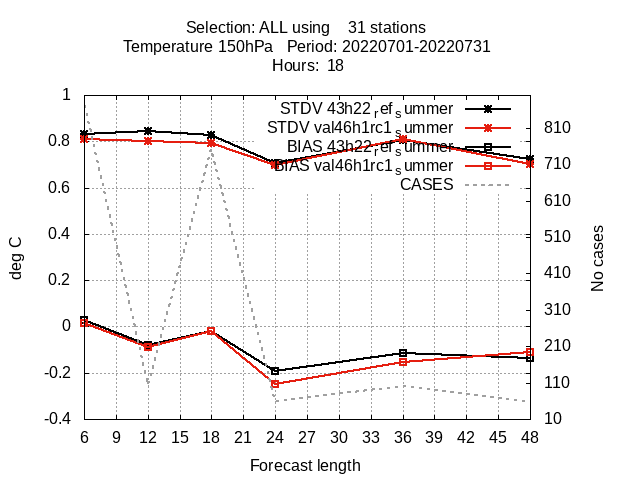 Selection: ALL using 31 stations
Temperature 150hPa Period: 20220701-20220731
Hours: 18
STDV 43h22_ref_summer
STDV val46h1rc1_summer
BIAS 43h22_ref_summer
BIAS val46h1rc1_summer
CASES
1
0.8
0.6
0.4
0.2
0
-0.2
-0.4
deg C
810
710
610
510
410
310
210
110
10
No cases
6 9 12 15 18 21 24 27 30 33 36 39 42 45 48
Forecast length